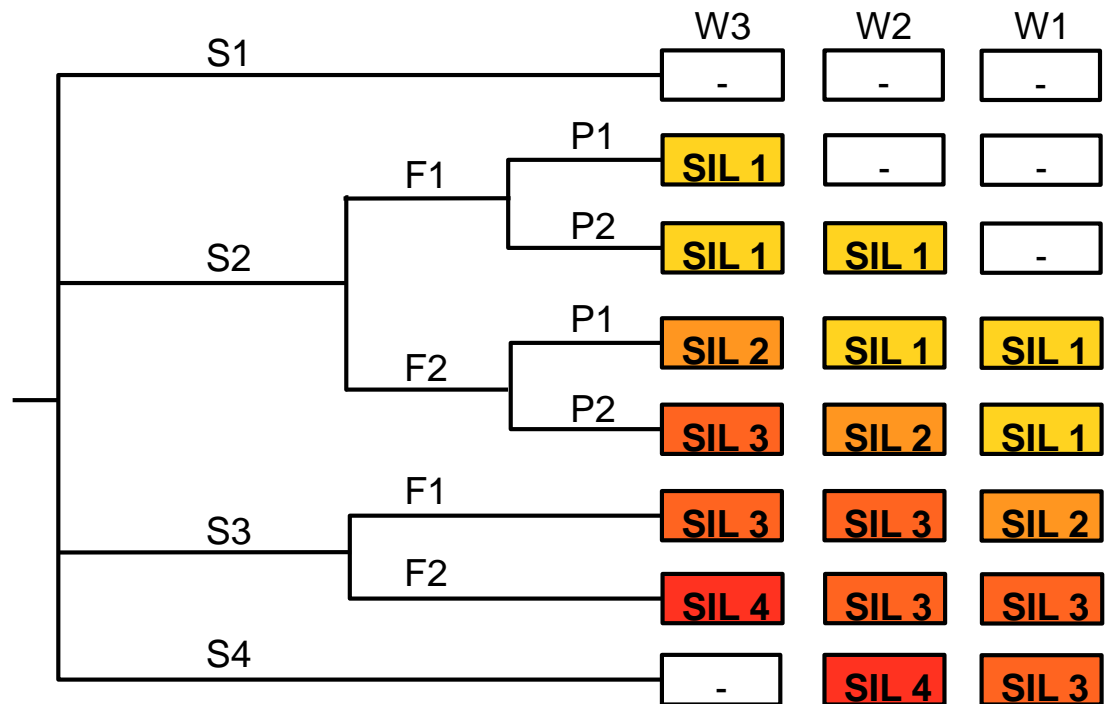 W3 W2 W1
S1 - - -
P1 SIL 1 - -
F1
P2 SIL 1 SIL 1 -
S2
P1 SIL 2 SIL 1 SIL 1
F2
P2 SIL 3 SIL 2 SIL 1
F1 SIL 3 SIL 3 SIL 2
S3
F2 SIL 4 SIL 3 SIL 3
S4 - SIL 4 SIL 3